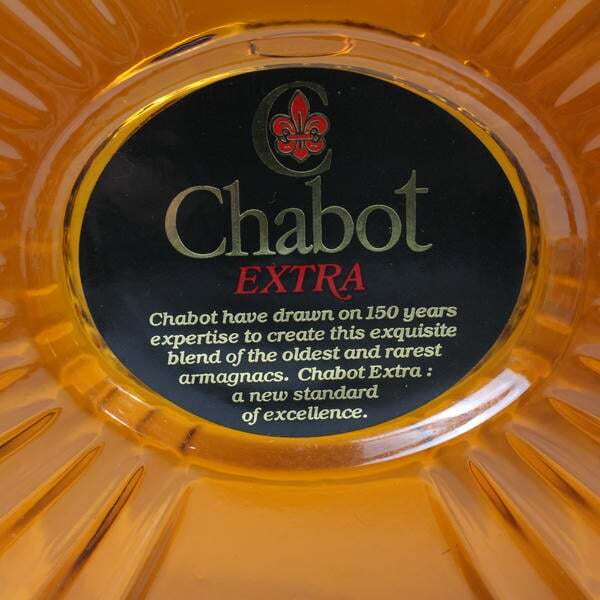 C
Chabot
EXTRA
Chabot have drawn on 150 years
expertise to create this exquisite
blend of the oldest and rarest
armagnacs. Chabot Extra :
a new standard
of excellence.